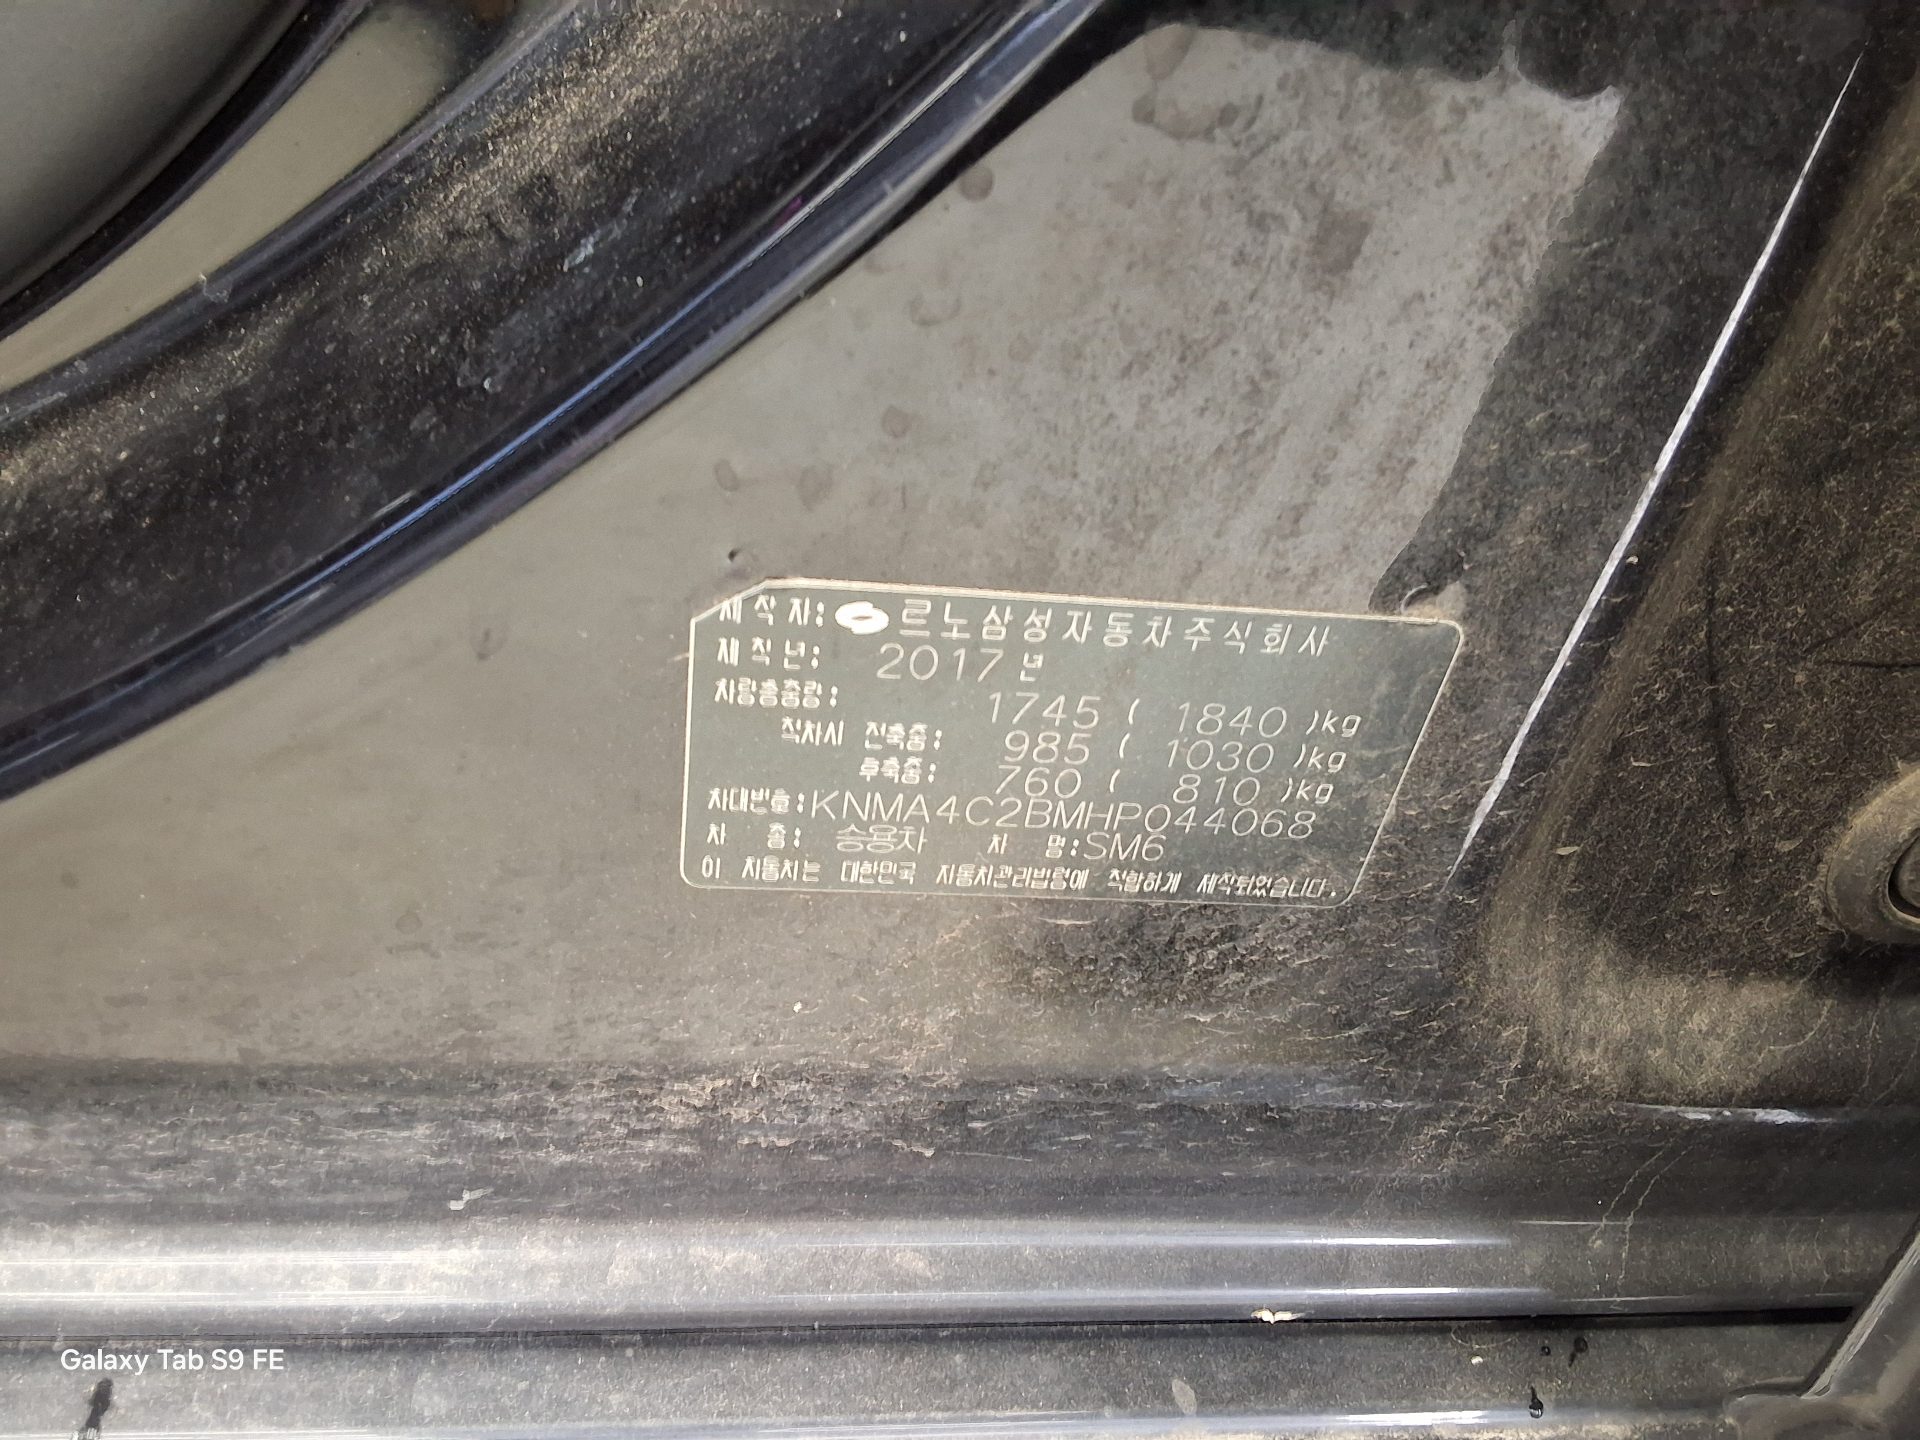 제 작 자: 르노삼성자동차주식회사
제 작 년: 2017 년
차량총중량: 1745 ( 1840 )kg
적차시 전축중: 985 ( 1030 )kg
후축중: 760 ( 810 )kg
차대번호: KNMA4C2BMHP044068
차 종: 승용차 차 명: SM6
이 자동차는 대한민국 자동차관리법령에 적합하게 제작되었습니다.
Galaxy Tab S9 FE